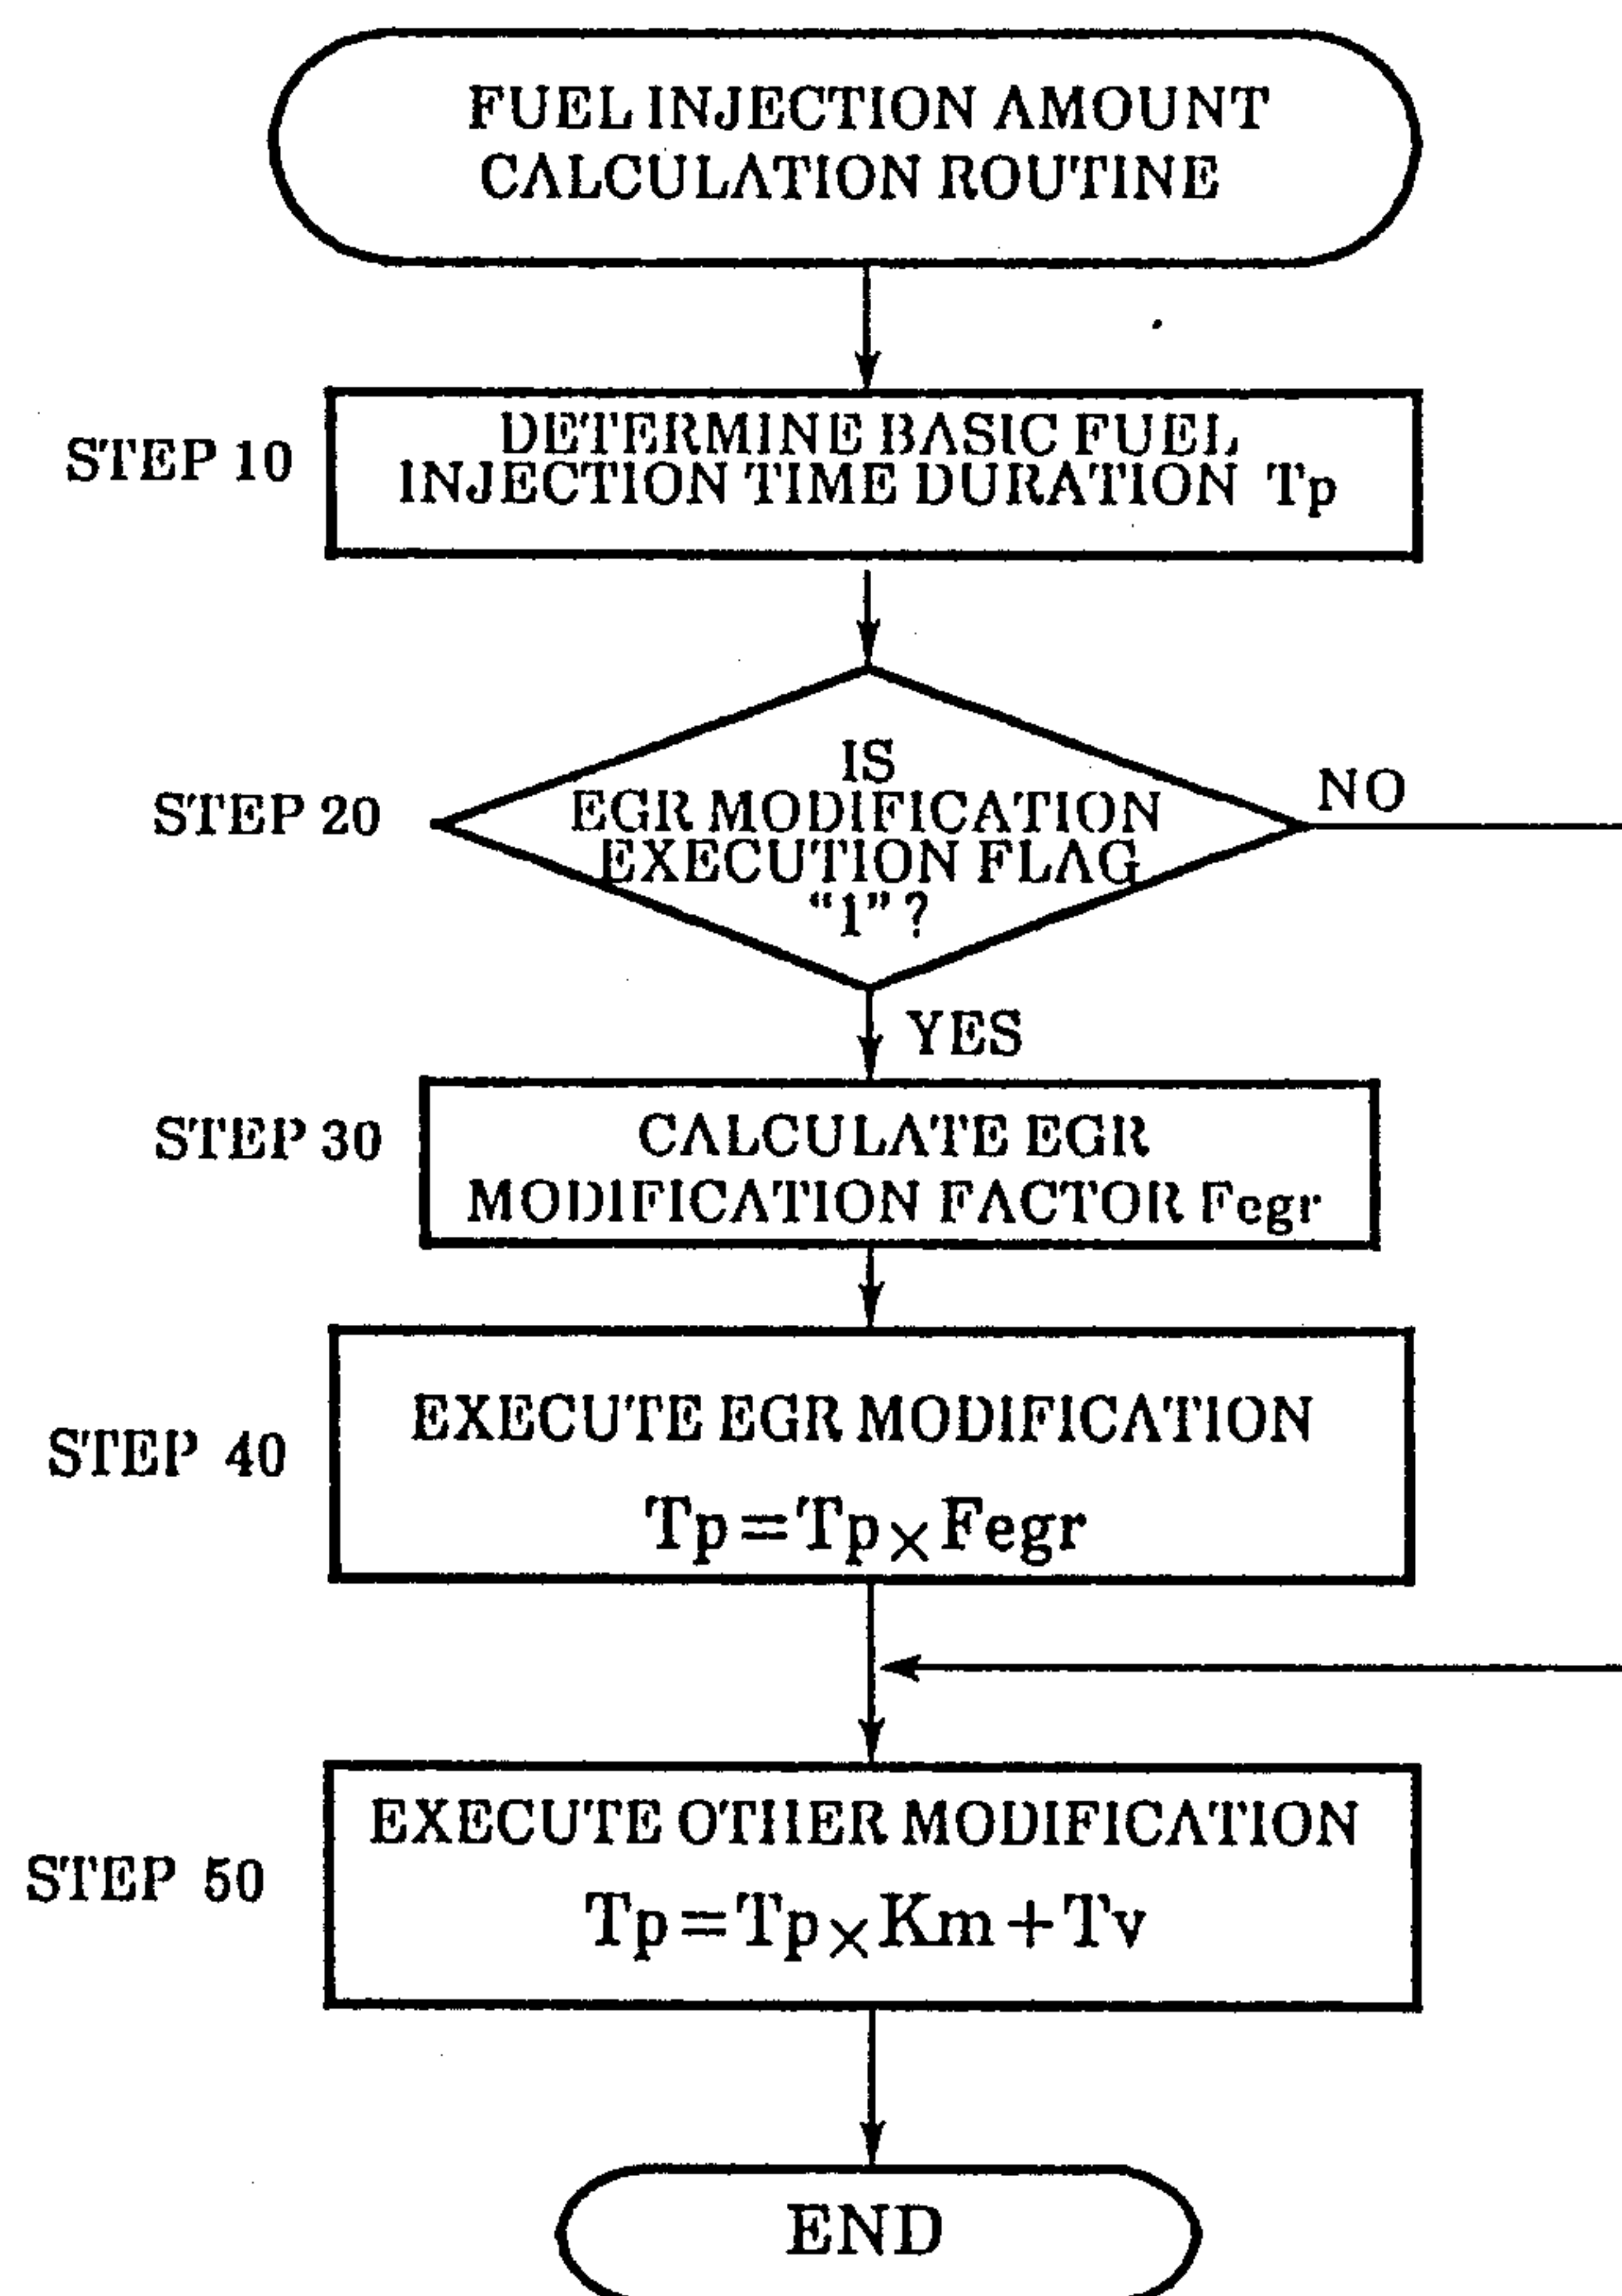 FUEL INJECTION AMOUNT
CALCULATION ROUTINE
STEP 10
DETERMINE BASIC FUEL
INJECTION TIME DURATION Tp
STEP 20
IS
EGR MODIFICATION
EXECUTION FLAG
“1”?
NO
YES
STEP 30
CALCULATE EGR
MODIFICATION FACTOR Fegr
STEP 40
EXECUTE EGR MODIFICATION
Tp=Tp×Fegr
STEP 50
EXECUTE OTHER MODIFICATION
Tp=Tp×Km+Tv
END